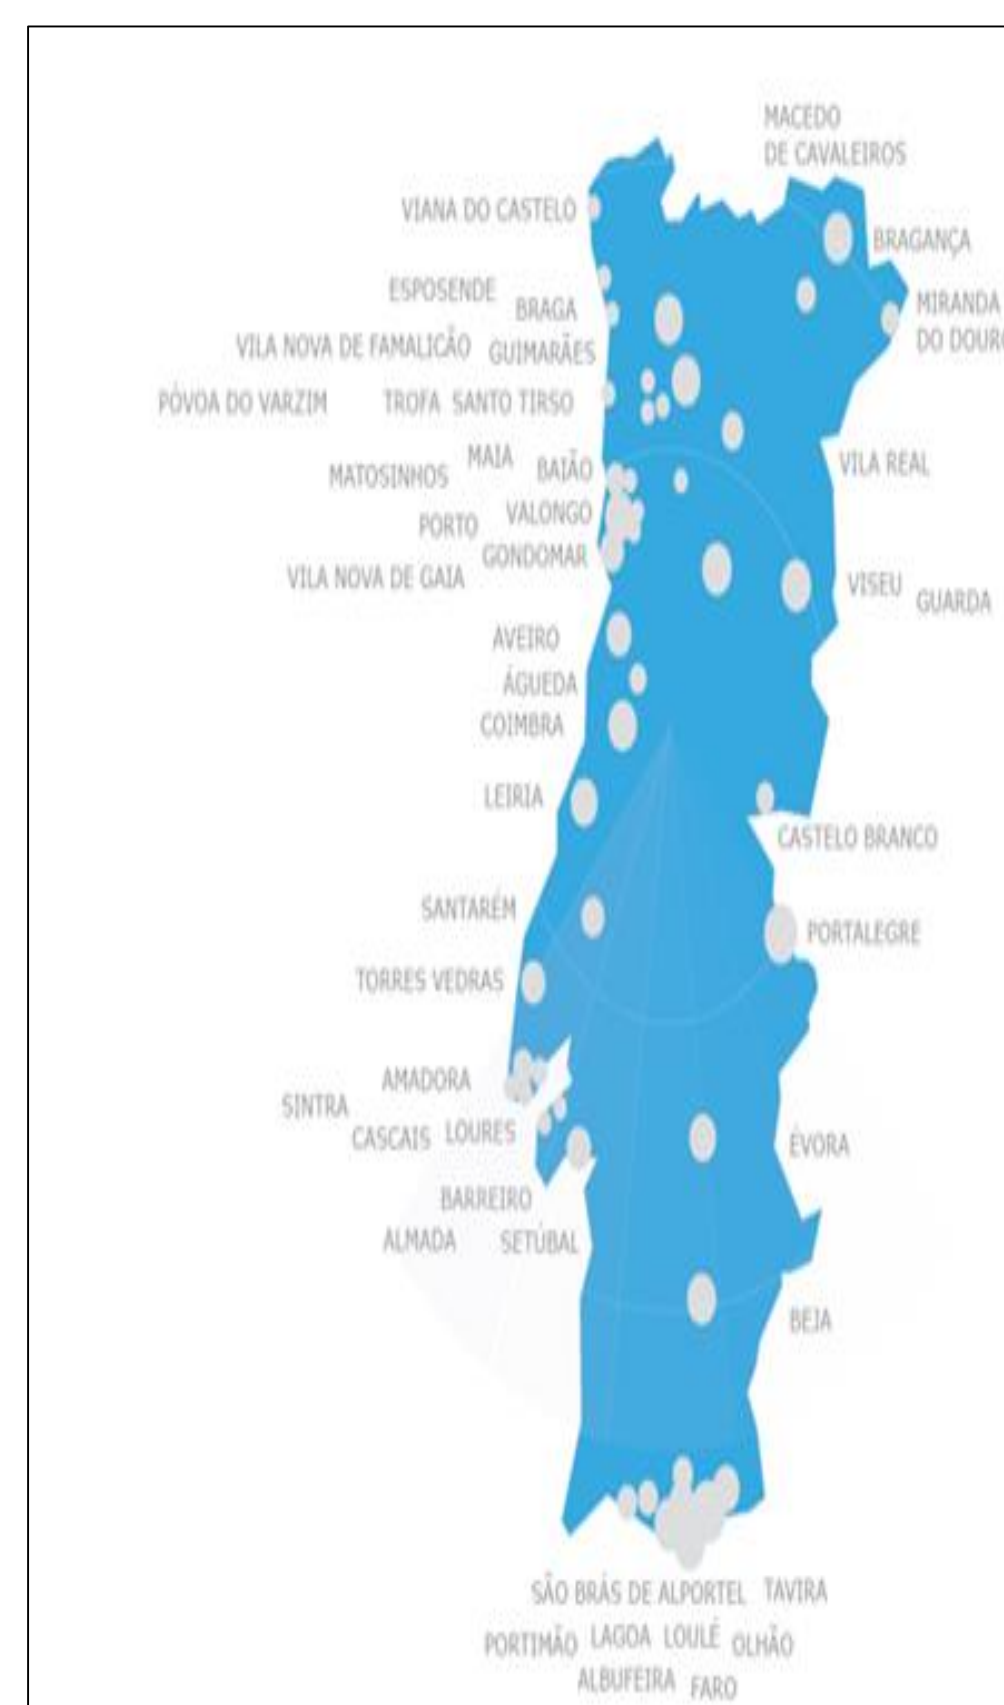 MACEDO
DE CAVALEIROS
VIANA DO CASTELO
BRAGANÇA
ESPOSENDE
BRAGA
MIRANDA
DO DOURO
VILA NOVA DE FAMALICÃO
GUIMARÃES
PÓVOA DO VARZIM
TROFA SANTO TIRSO
MATOSINHOS
MAIA
BAIÃO
VILA REAL
PORTO
VALONGO
VILA NOVA DE GAIA
GONDOMAR
VISEU
GUARDA
AVEIRO
ÁGUEDA
COIMBRA
LEIRIA
CASTELO BRANCO
SANTARÉM
PORTALEGRE
TORRES VEDRAS
AMADORA
SINTRA
CASCAIS
LOURES
ÉVORA
BARREIRO
ALMADA
SETÚBAL
BEJA
SÃO BRÁS DE ALPORTEL
TAVIRA
PORTIMÃO
LAGOA
LOULÉ
OLHÃO
ALBUFEIRA
FARO